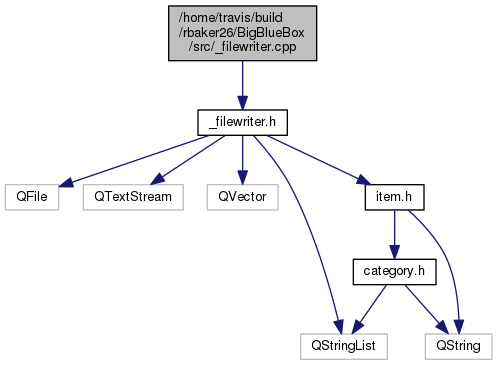 /home/travis/build
/rbaker26/BigBlueBox
/src/_filewriter.cpp
_filewriter.h
QFile
QTextStream
QVector
item.h
category.h
QStringList
QString